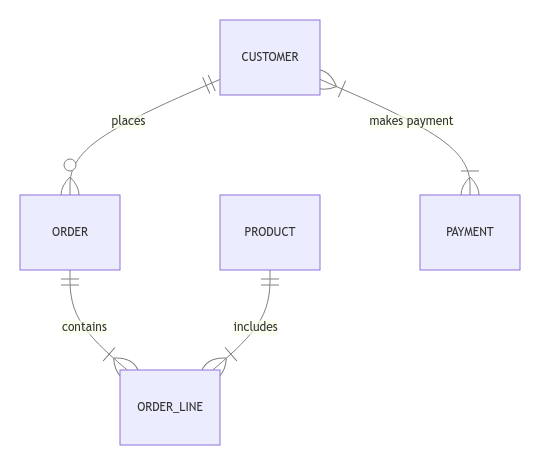 CUSTOMER
places
makes payment
ORDER
PRODUCT
PAYMENT
contains
includes
ORDER_LINE